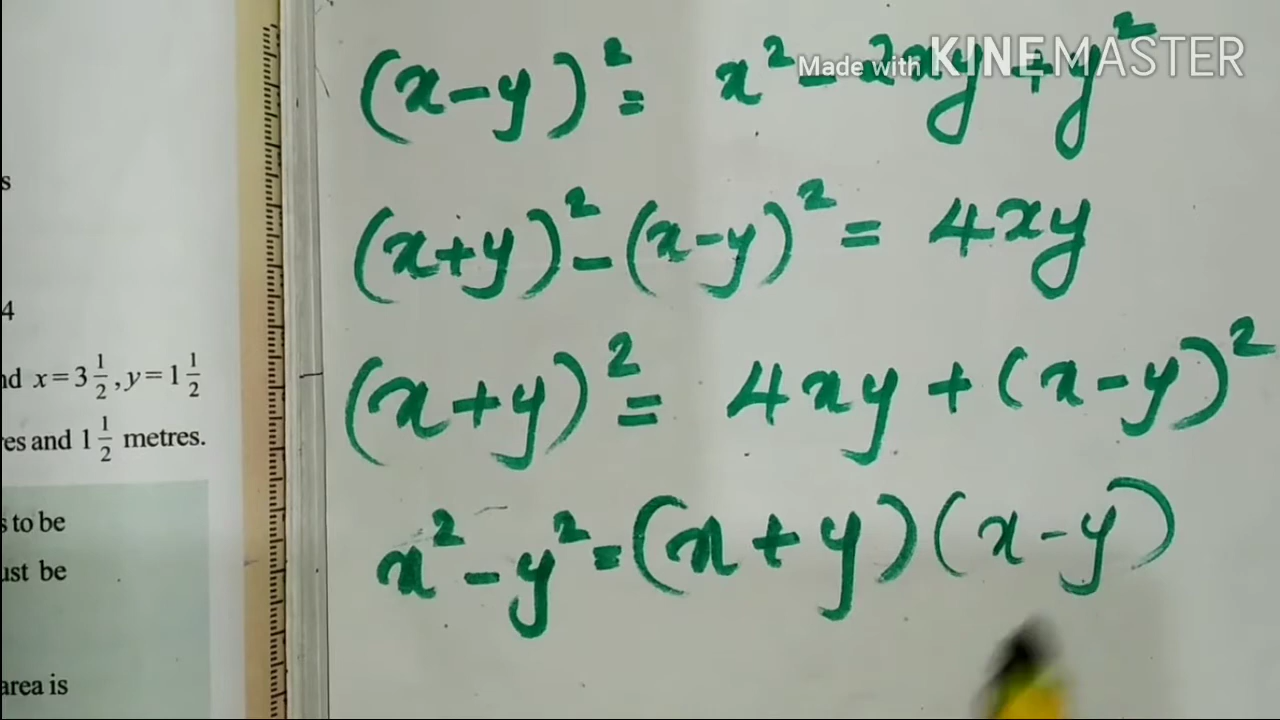 Made with KINEMASTER
(x-y)² = x² - 2xy + y²
(x+y)² - (x-y)² = 4xy
(x+y)² = 4xy + (x-y)²
x² - y² = (x+y)(x-y)
s
4
nd x=3 1/2, y=1 1/2
es and 1 1/2 metres.
s to be
ust be
area is